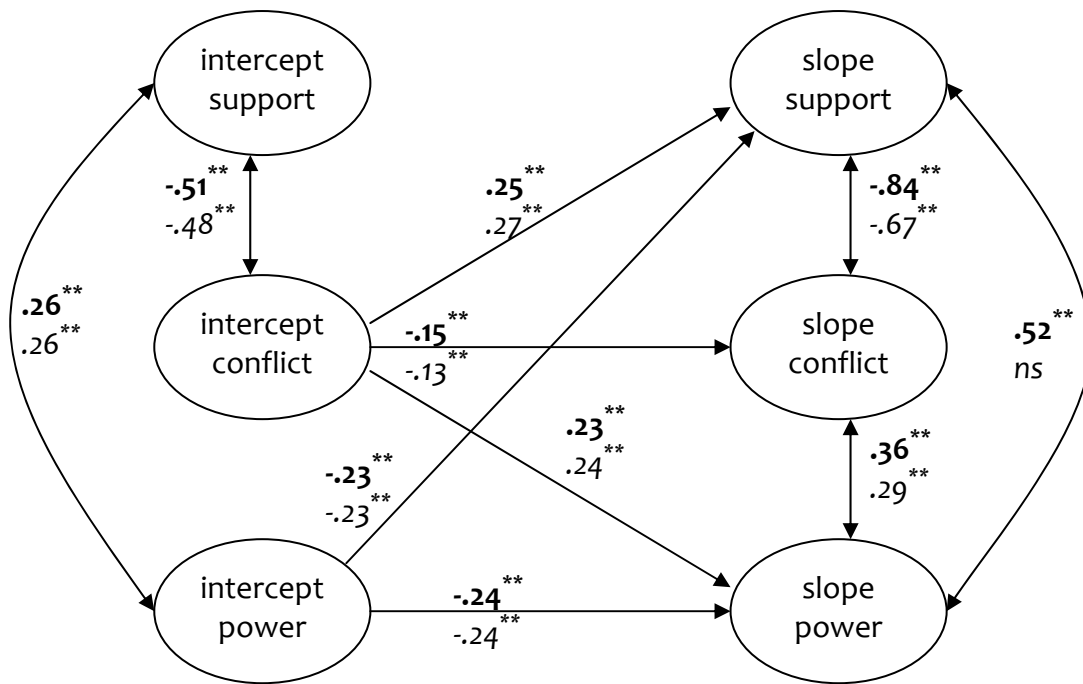 intercept
support
slope
support
-.51**
-.48**
.25**
.27**
-.84**
-.67**
.26**
.26**
intercept
conflict
-.15**
-.13**
slope
conflict
.52**
ns
.23**
.24**
.36**
.29**
-.23**
-.23**
intercept
power
-.24**
-.24**
slope
power